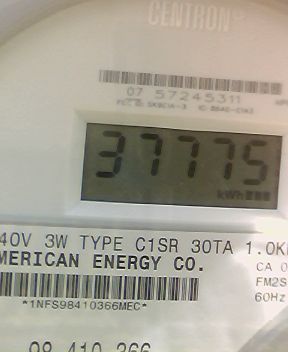 CENTRON®
07 57245311
37775
kWh
40V 3W TYPE C1SR 30TA 1.0K
MERICAN ENERGY CO.
CA 0
FM2S
60Hz
*1NFS98410366MEC*
98 410 366